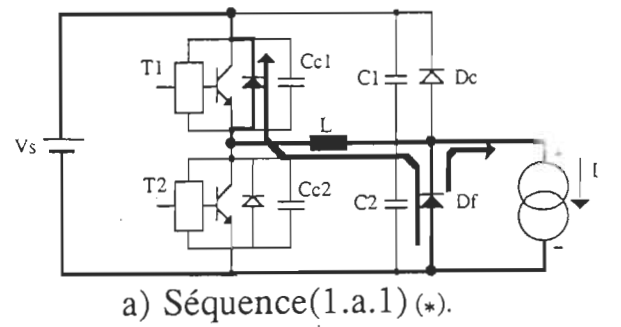 Cc1
T1
C1
Dc
L
Vs
T2
Cc2
C2
Df
I
a) Séquence(1.a.1) (*).